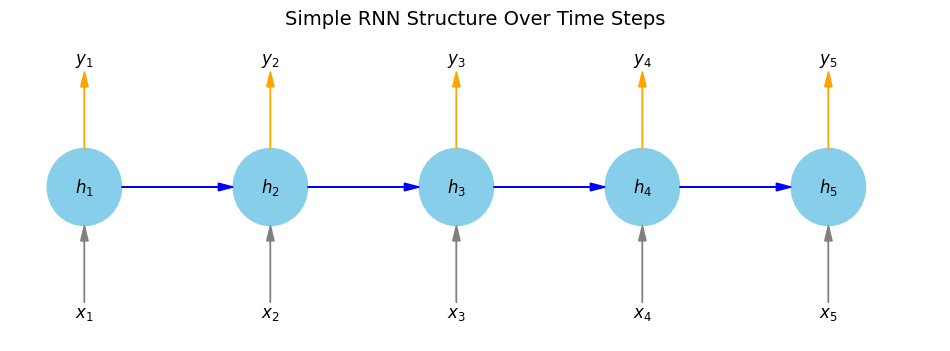 Simple RNN Structure Over Time Steps
y₁ y₂ y₃ y₄ y₅
h₁ h₂ h₃ h₄ h₅
x₁ x₂ x₃ x₄ x₅